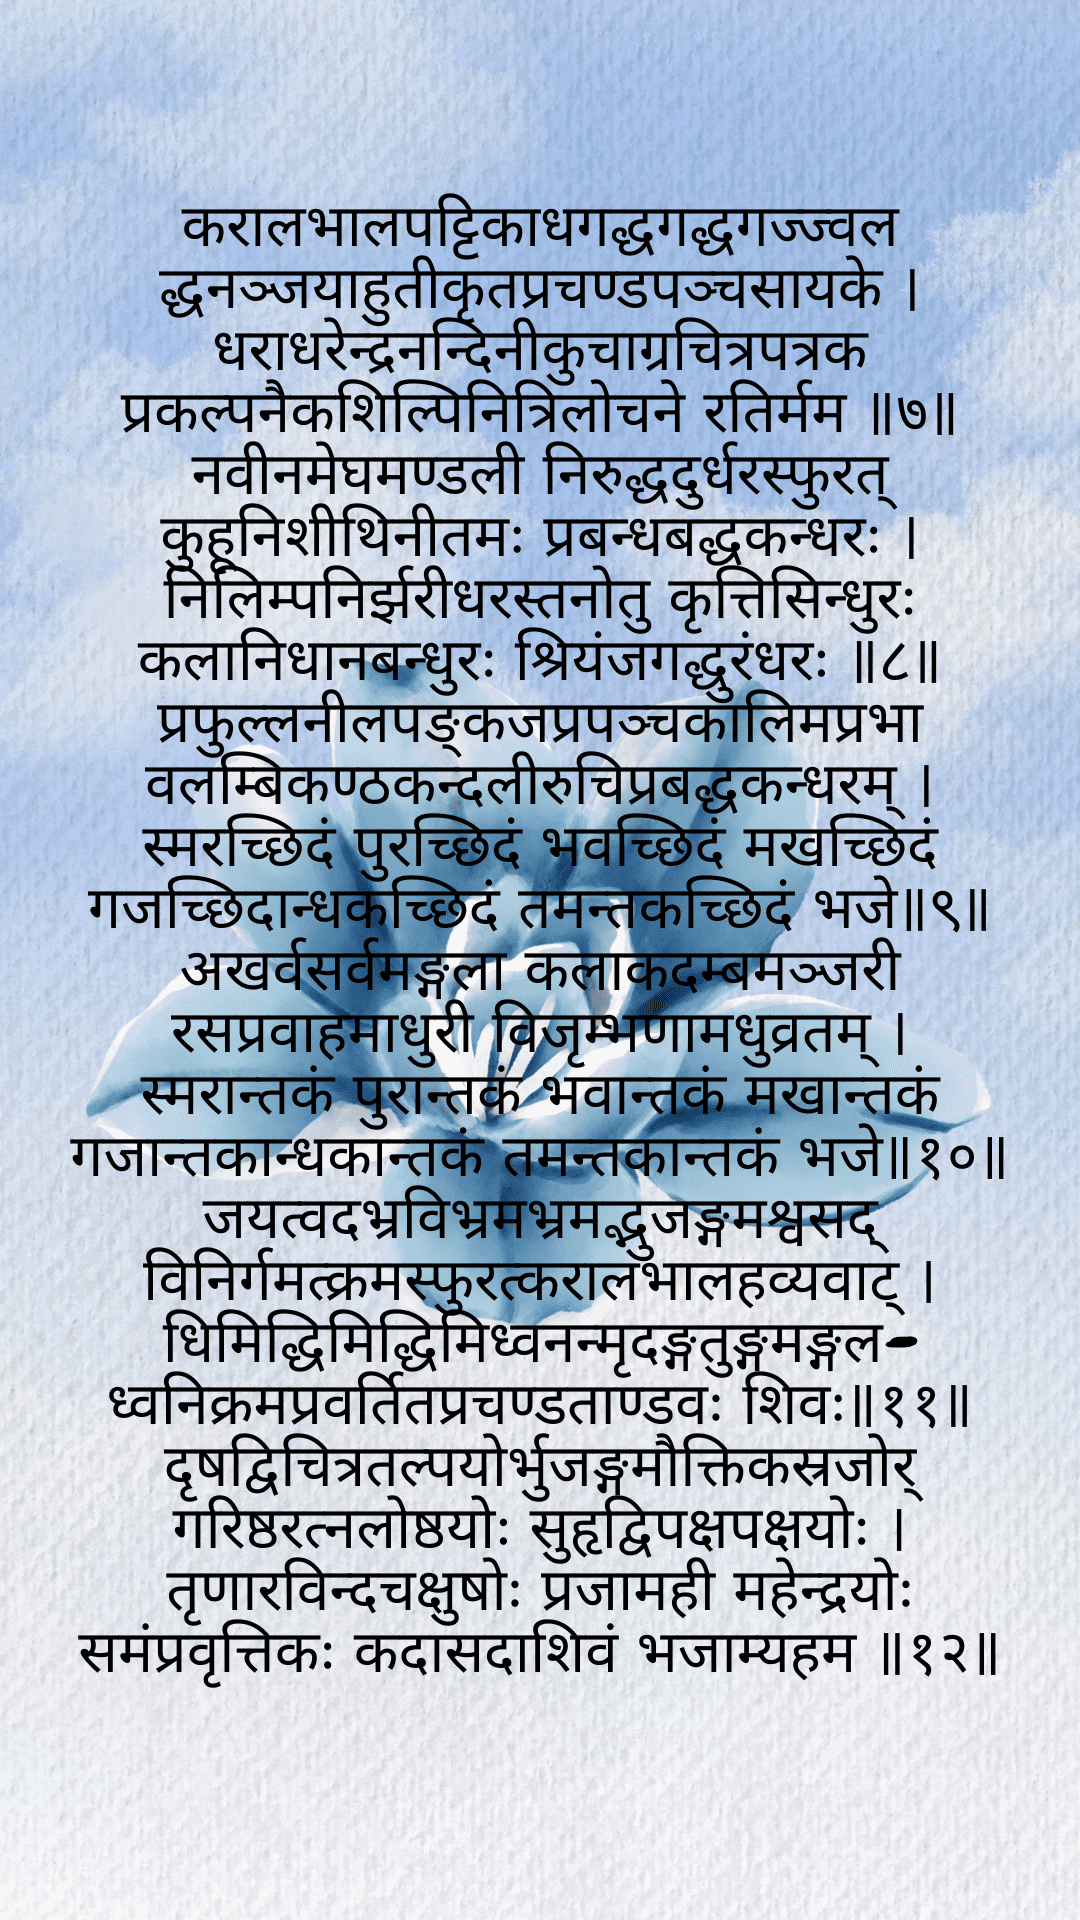 करालभालपट्टिकाधगद्धगद्धगज्ज्वल
द्धनञ्जयाहुतीकृतप्रचण्डपञ्चसायके ।
धराधरेन्द्रनन्दिनीकुचाग्रचित्रपत्रक
प्रकल्पनैकशिल्पिनित्रिलोचने रतिर्मम ॥७॥
नवीनमेघमण्डली निरुद्धदुर्धरस्फुरत्
कुहूनिशीथिनीतमः प्रबन्धबद्धकन्धरः ।
निलिम्पनिर्झरीधरस्तनोतु कृत्तिसिन्धुरः
कलानिधानबन्धुरः श्रियंजगद्धुरंधरः ॥८॥
प्रफुल्लनीलपङ्कजप्रपञ्चकालिमप्रभा
वलम्बिकण्ठकन्दलीरुचिप्रबद्धकन्धरम् ।
स्मरच्छिदं पुरच्छिदं भवच्छिदं मखच्छिदं
गजच्छिदान्धकच्छिदं तमन्तकच्छिदं भजे॥९॥
अखर्वसर्वमङ्गला कलाकदम्बमञ्जरी
रसप्रवाहमाधुरी विजृम्भणामधुव्रतम् ।
स्मरान्तकं पुरान्तकं भवान्तकं मखान्तकं
गजान्तकान्धकान्तकं तमन्तकान्तकं भजे॥१०॥
जयत्वदभ्रविभ्रमभ्रमद्भुजङ्गमश्वसद्
विनिर्गमत्क्रमस्फुरत्करालभालहव्यवाट् ।
धिमिद्धिमिद्धिमिध्वनन्मृदङ्गतुङ्गमङ्गल-
ध्वनिक्रमप्रवर्तितप्रचण्डताण्डवः शिवः॥११॥
दृषद्विचित्रतल्पयोर्भुजङ्गमौक्तिकस्रजोर्
गरिष्ठरत्नलोष्ठयोः सुहृद्विपक्षपक्षयोः ।
तृणारविन्दचक्षुषोः प्रजामही महेन्द्रयोः
समंप्रवृत्तिकः कदासदाशिवं भजाम्यहम ॥१२॥